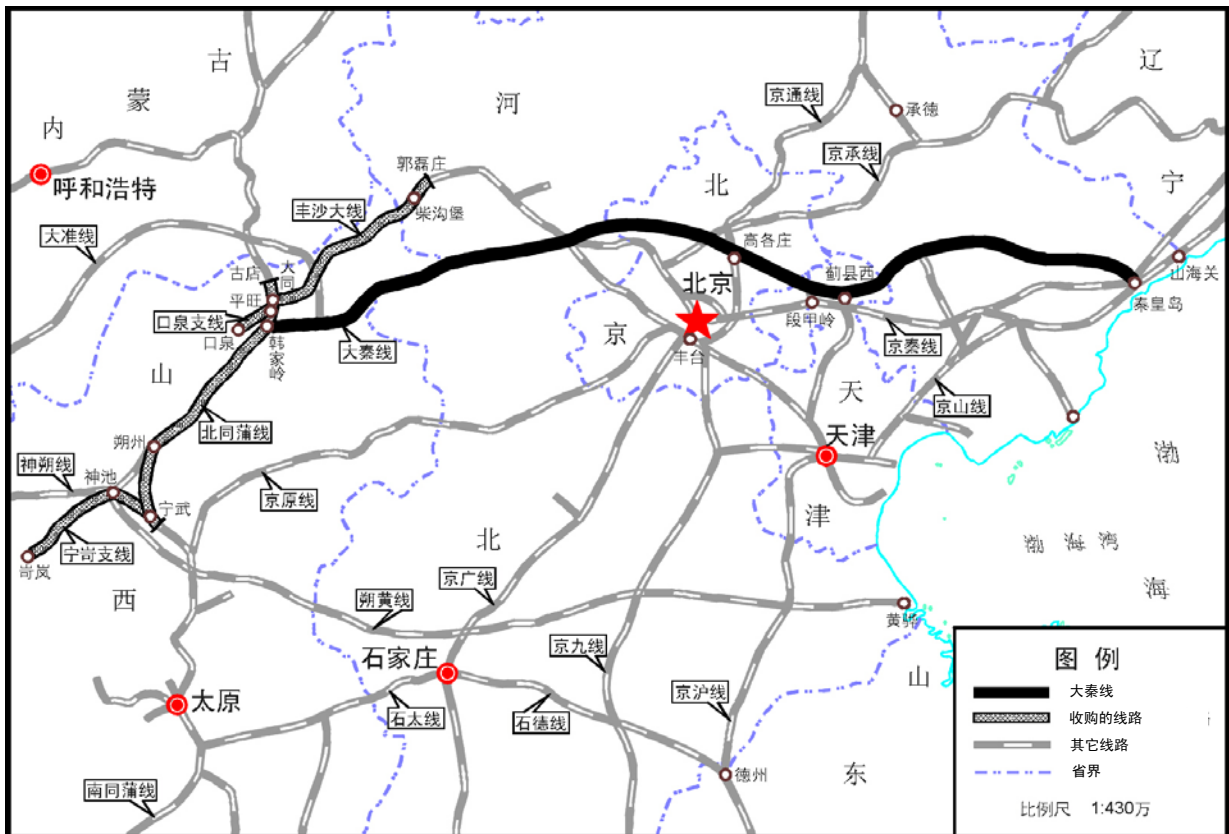 古
蒙
内
呼和浩特
河
北
京
辽
宁
京通线
承德
京承线
郭磊庄
柴沟堡
丰沙大线
大准线
古店
大同
平旺
口泉支线
口泉
韩家岭
大秦线
高各庄
北京
蓟县西
段甲岭
丰台
京秦线
山海关
秦皇岛
山
西
天
津
京山线
天津
北同蒲线
朔州
神朔线
神池
宁武
宁岢支线
岢岚
京原线
渤
海
渤海湾
北
京广线
朔黄线
黄骅
石家庄
京九线
京沪线
山
东
太原
石太线
石德线
德州
南同蒲线
图 例
大秦线
收购的线路
其它线路
省界
比例尺 1:430万